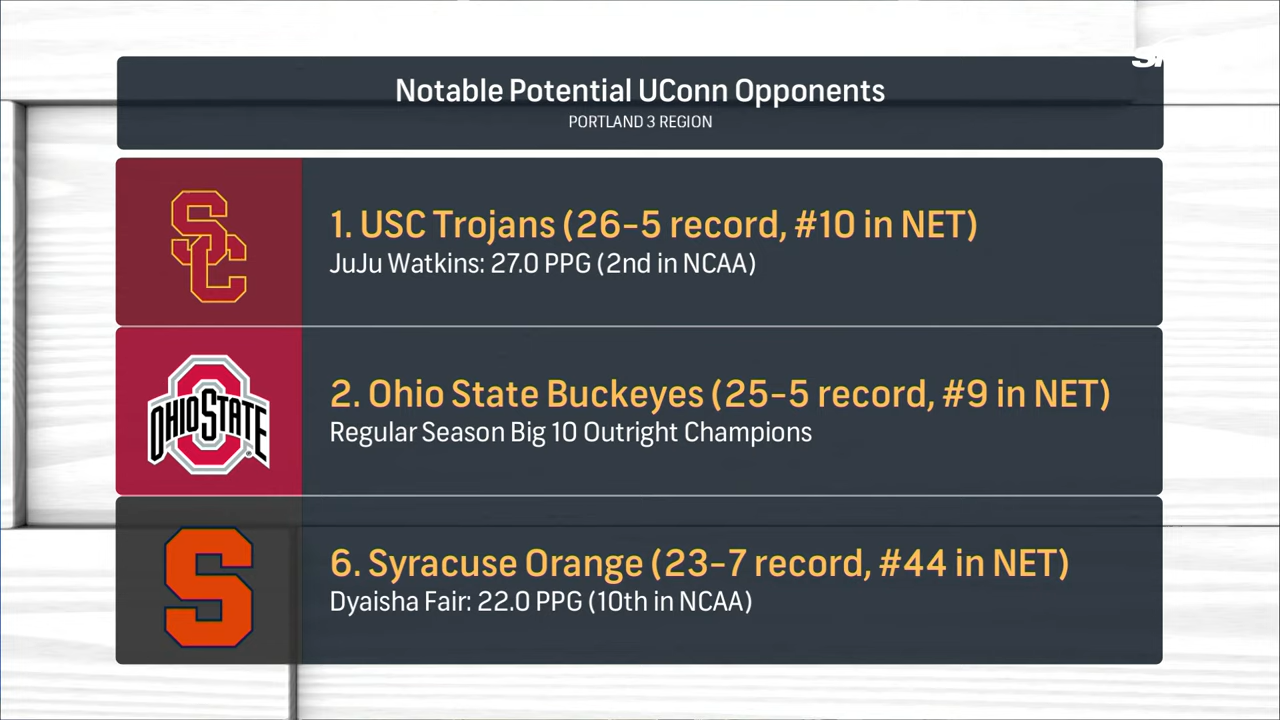 Notable Potential UConn Opponents
PORTLAND 3 REGION
1. USC Trojans (26-5 record, #10 in NET)
JuJu Watkins: 27.0 PPG (2nd in NCAA)
OHIO STATE
2. Ohio State Buckeyes (25-5 record, #9 in NET)
Regular Season Big 10 Outright Champions
S
6. Syracuse Orange (23-7 record, #44 in NET)
Dyaisha Fair: 22.0 PPG (10th in NCAA)